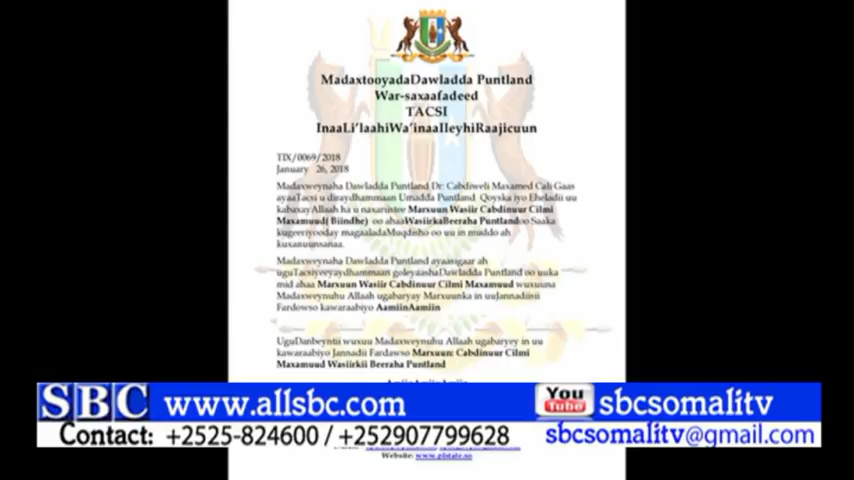 MadaxtooyadaDawladda Puntland
War-saxaafadeed
TACSI
InaaLi'laahiWa'inaaIleyhiRaajicuun
TIX/0069/2018
January 26, 2018
Madaxweynaha Dawladda Puntland Dr: Cabdiweli Maxamed Cali Gaas
ayaaTacsi u diraydhammaan Umadda Puntland Qoyska iyo Eheladii uu
kabaxayAllaah ha u naxariistee Marxuun Wasiir Cabdinuur Cilmi
Maxamuud( Biindhe) oo ahaaWasiirkaBeeraha Puntlandoo Saaka
kugeeriyooday magaaladaMuqdisho oo uu in muddo ah
kuxanuunsanaa.
Madaxweynaha Dawladda Puntland ayaasigaar ah
uguTacsiyeeyaydhammaan goleyaashaDawladda Puntland oo uuka
mid ahaa Marxuun Wasiir Cabdinuur Cilmi Maxamuud wuxuuna
Madaxweynuhu Allaah ugabaryay Marxuunka in uuJannadiisii
Fardowso kawaraabiyo AamiinAamiin
UguDanbeyntii wuxuu Madaxweynuhu Allaah ugabaryey in uu
kawaraabiyo Jannadii Fardawso Marxuun: Cabdinuur Cilmi
Maxamuud Wasiirkii Beeraha Puntland
SBC www.allsbc.com
You Tube sbcsomalitv
Contact: +2525-824600 / +252907799628
sbcsomalitv@gmail.com
Website: www.plstate.so